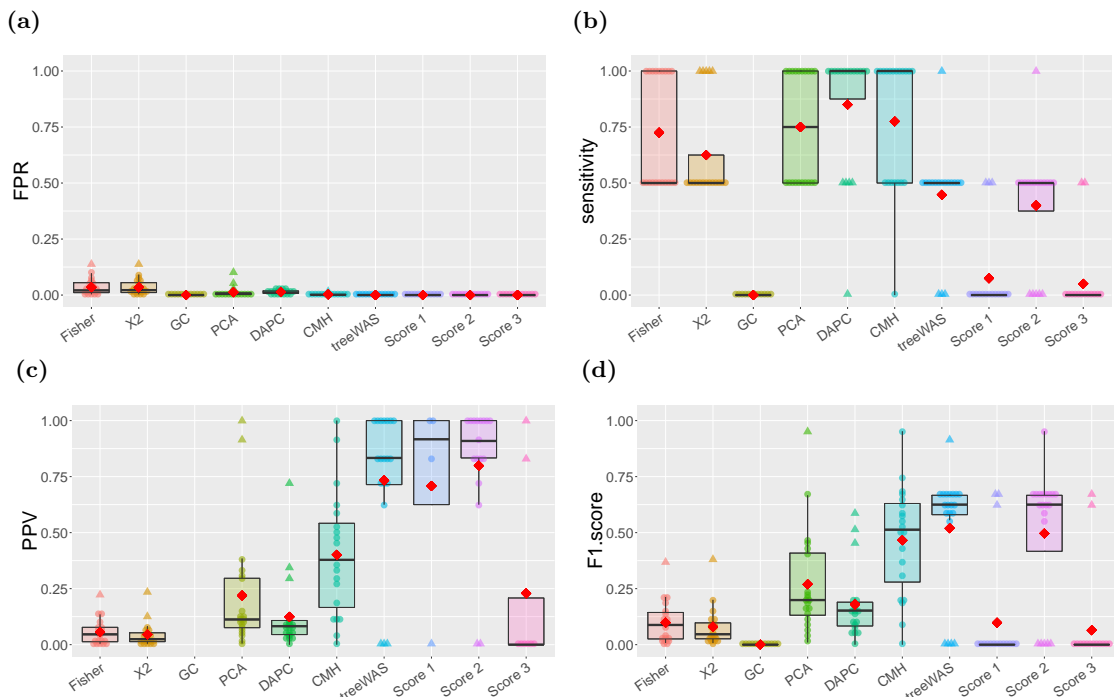 (a)
FPR
1.00
0.75
0.50
0.25
0.00
Fisher
X2
GC
PCA
DAPC
CMH
treeWAS
Score 1
Score 2
Score 3
(b)
sensitivity
1.00
0.75
0.50
0.25
0.00
Fisher
X2
GC
PCA
DAPC
CMH
treeWAS
Score 1
Score 2
Score 3
(c)
PPV
1.00
0.75
0.50
0.25
0.00
Fisher
X2
GC
PCA
DAPC
CMH
treeWAS
Score 1
Score 2
Score 3
(d)
F1.score
1.00
0.75
0.50
0.25
0.00
Fisher
X2
GC
PCA
DAPC
CMH
treeWAS
Score 1
Score 2
Score 3